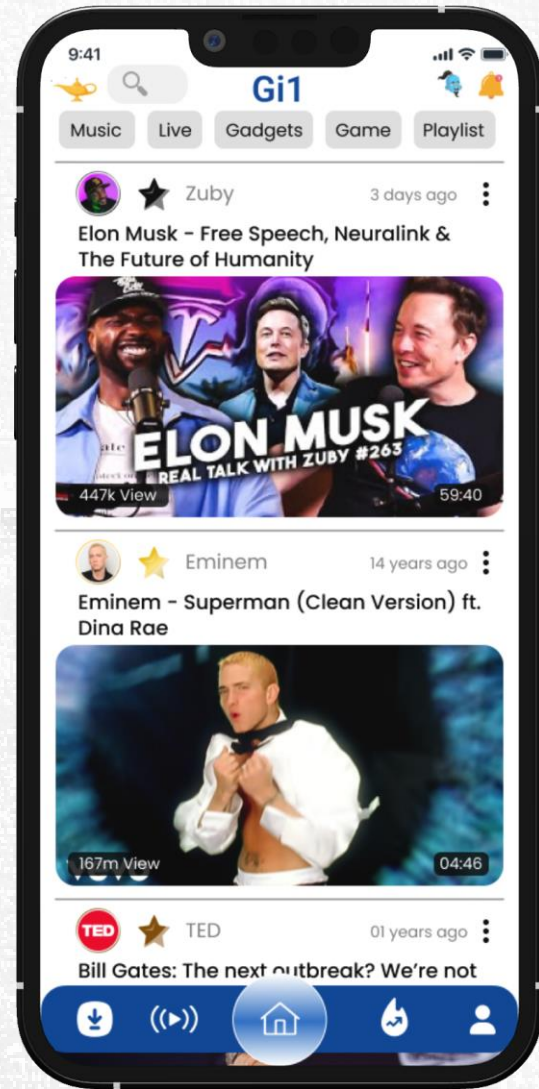 9:41
Gi1
Music Live Gadgets Game Playlist
Zuby 3 days ago
Elon Musk - Free Speech, Neuralink &
The Future of Humanity
ELON MUSK
REAL TALK WITH ZUBY #263
447k View 59:40
Eminem 14 years ago
Eminem - Superman (Clean Version) ft.
Dina Rae
167m View 04:46
vevo
TED TED 01 years ago
Bill Gates: The next outbreak? We're not